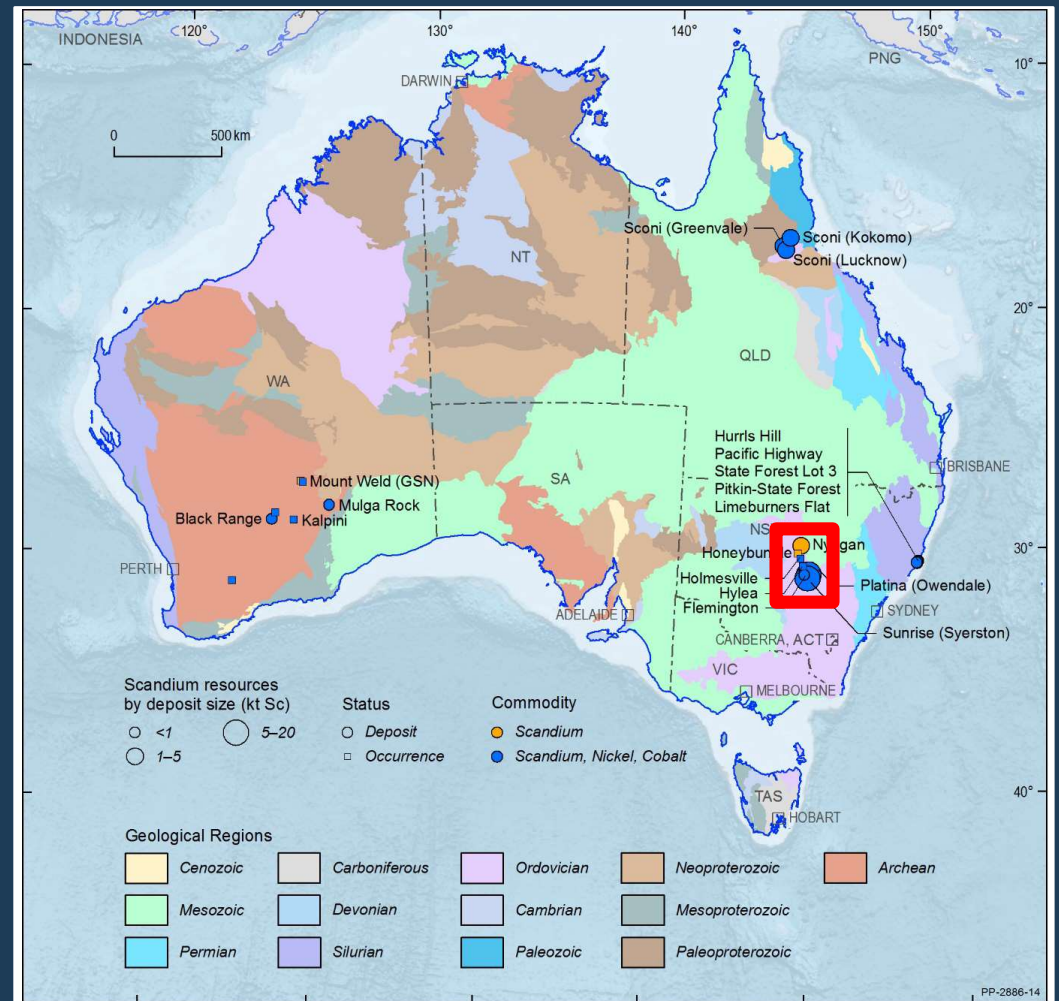 120°
130°
140°
150°
INDONESIA
PNG
10°
DARWIN
0
500 km
Sconi (Greenvale)
Sconi (Kokomo)
Sconi (Lucknow)
NT
20°
QLD
WA
Hurrls Hill
Pacific Highway
State Forest Lot 3
Pitkin-State Forest
Limeburners Flat
BRISBANE
SA
Mount Weld (GSN)
Mulga Rock
Black Range
Kalpini
30°
PERTH
Honeybu
Holmesville
Hylea
Flemington
Platina (Owendale)
ADELAIDE
SYDNEY
Sunrise (Syerston)
CANBERRA, ACT
VIC
MELBOURNE
Scandium resources
by deposit size (kt Sc)
<1
1–5
5–20
Status
Deposit
Occurrence
Commodity
Scandium
Scandium, Nickel, Cobalt
40°
TAS
HOBART
Geological Regions
Cenozoic
Carboniferous
Ordovician
Neoproterozoic
Archean
Mesozoic
Devonian
Cambrian
Mesoproterozoic
Permian
Silurian
Paleozoic
Paleoproterozoic
PP-2886-14